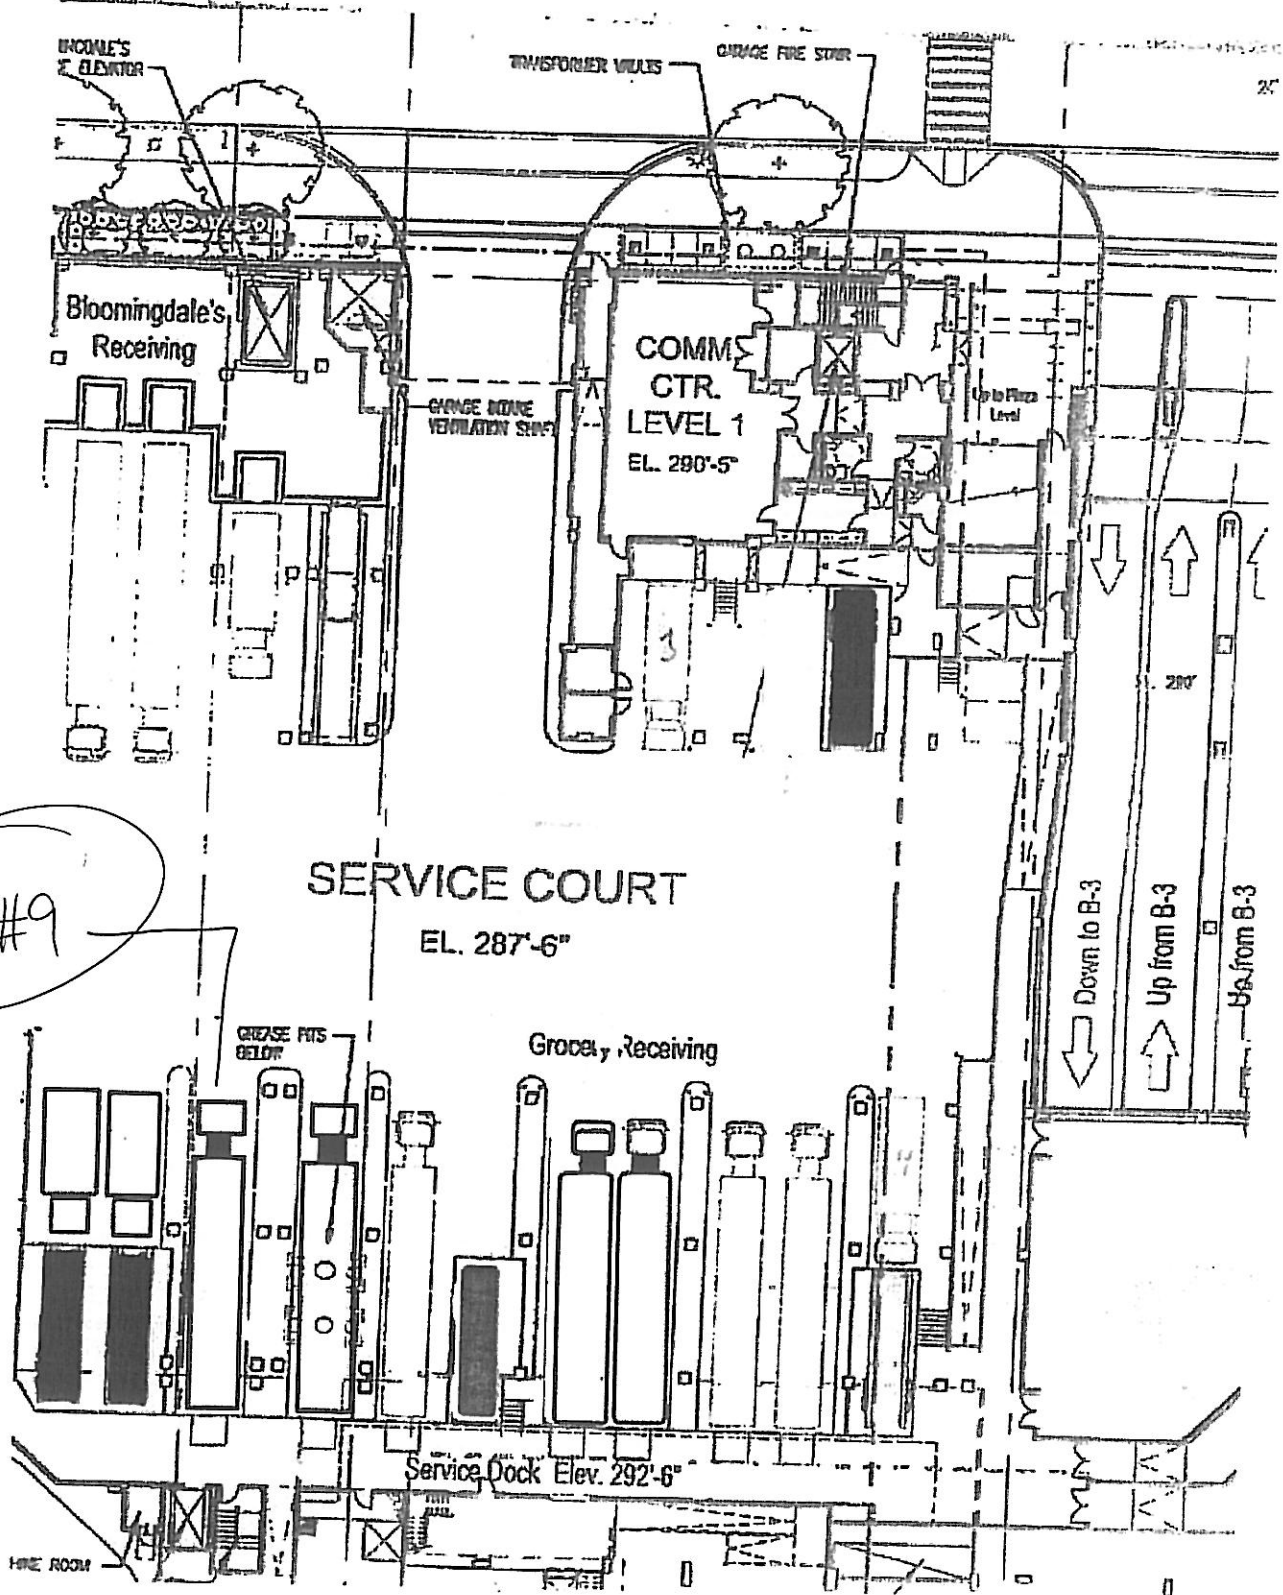 ELEVATOR
TRANSFORMER VAULTS
GARAGE FIRE STAIR
Bloomingdale's
Receiving
COMM
CTR.
LEVEL 1
EL. 290'-5"
Up to Plaza
Level
GARAGE INTAKE
VENTILATION SHAFT
SERVICE COURT
EL. 287'-6"
#9
GREASE PITS
BELOW
Grocery Receiving
Down to B-3
Up from B-3
Up from B-3
Service Dock Elev. 292'-6"
ROOM